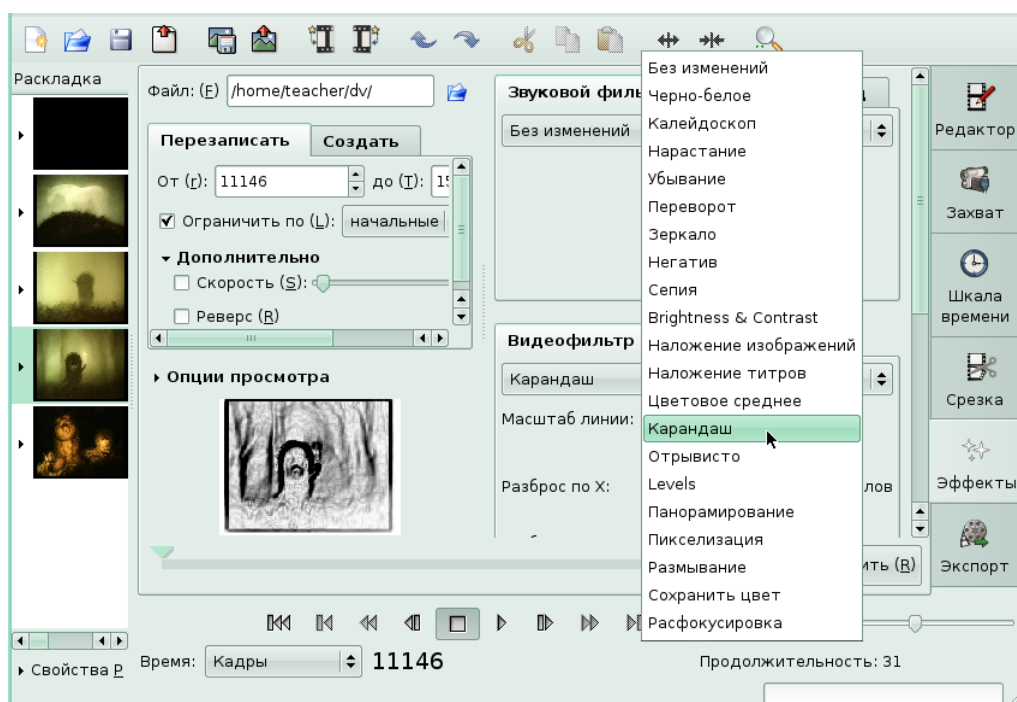 Раскладка
Свойства Р
Файл: (F) /home/teacher/dv/
Перезаписать Создать
От (r): 11146 до (T): 15
Ограничить по (L): начальные
Дополнительно
Скорость (S):
Реверс (R)
Опции просмотра
Звуковой филь
Без изменений
Видеофильтр
Карандаш
Масштаб линии:
Разброс по X:
лов
ить (R)
Без изменений
Черно-белое
Калейдоскоп
Нарастание
Убывание
Переворот
Зеркало
Негатив
Сепия
Brightness & Contrast
Наложение изображений
Наложение титров
Цветовое среднее
Карандаш
Отрывисто
Levels
Панорамирование
Пикселизация
Размывание
Сохранить цвет
Расфокусировка
Редактор
Захват
Шкала
времени
Срезка
Эффекты
Экспорт
Время: Кадры 11146
Продолжительность: 31